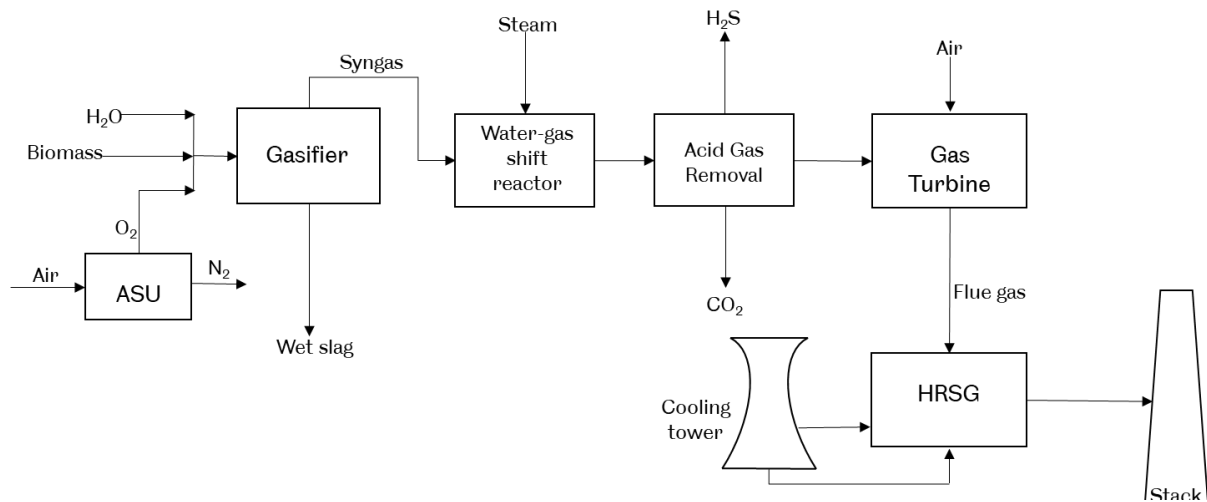 H₂O
Biomass
O₂
Air
ASU
N₂
Gasifier
Wet slag
Syngas
Steam
Water-gas
shift
reactor
H₂S
Acid Gas
Removal
CO₂
Air
Gas
Turbine
Flue gas
Cooling
tower
HRSG
Stack